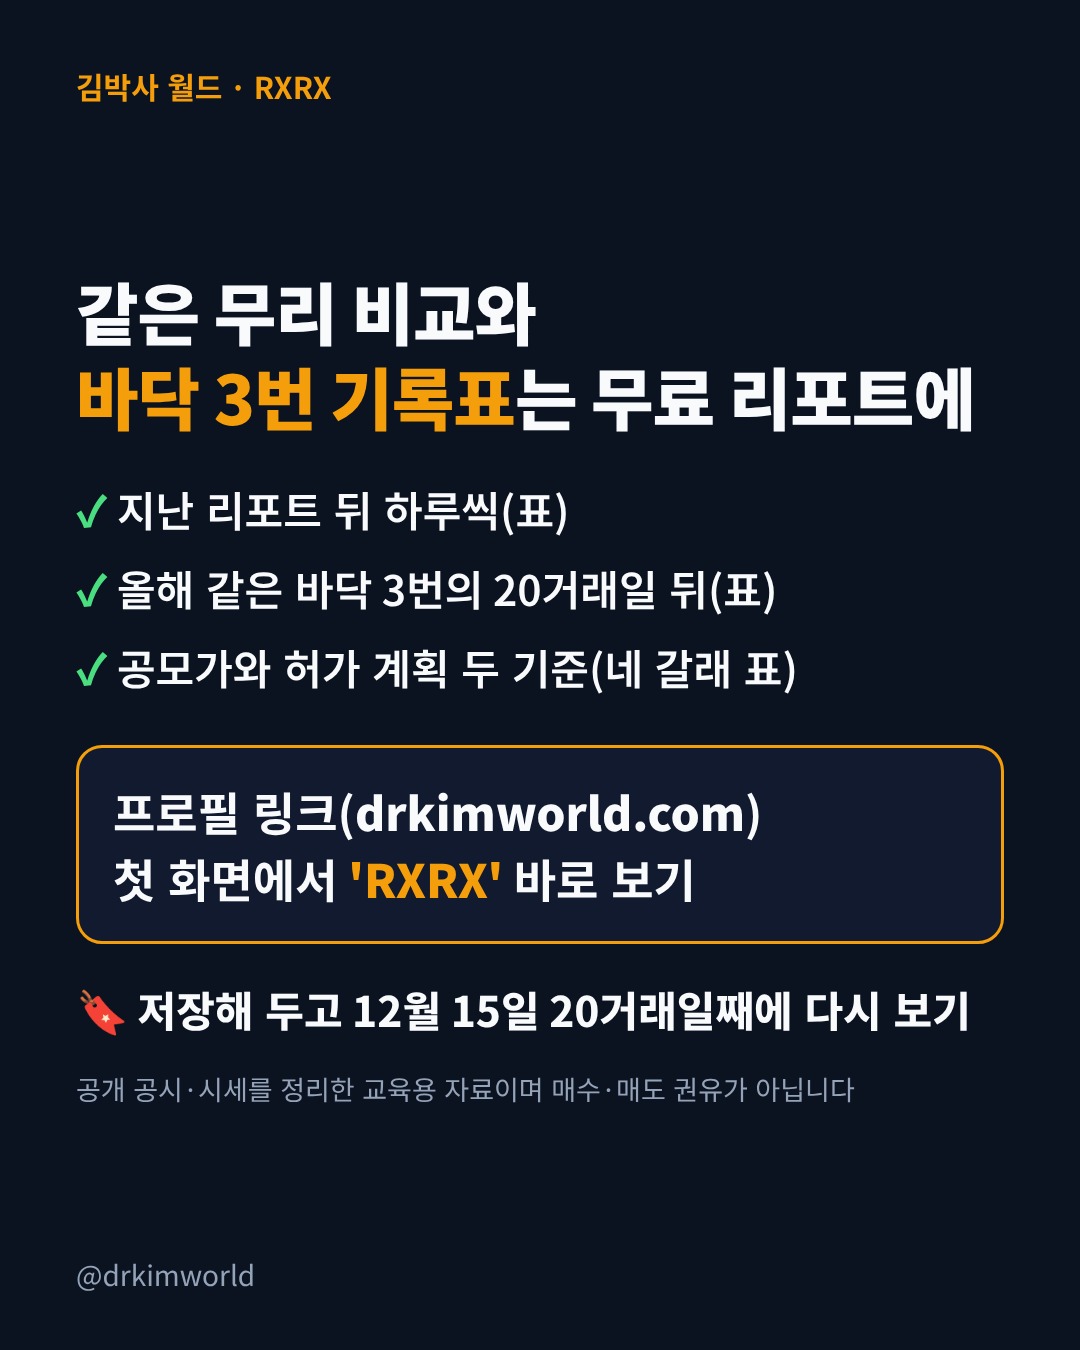 김박사 월드 · RXRX
같은 무리 비교와
바닥 3번 기록표는 무료 리포트에
✓ 지난 리포트 뒤 하루씩(표)
✓ 올해 같은 바닥 3번의 20거래일 뒤(표)
✓ 공모가와 허가 계획 두 기준(네 갈래 표)
프로필 링크(drkimworld.com)
첫 화면에서 'RXRX' 바로 보기
🔖 저장해 두고 12월 15일 20거래일째에 다시 보기
공개 공시·시세를 정리한 교육용 자료이며 매수·매도 권유가 아닙니다
@drkimworld